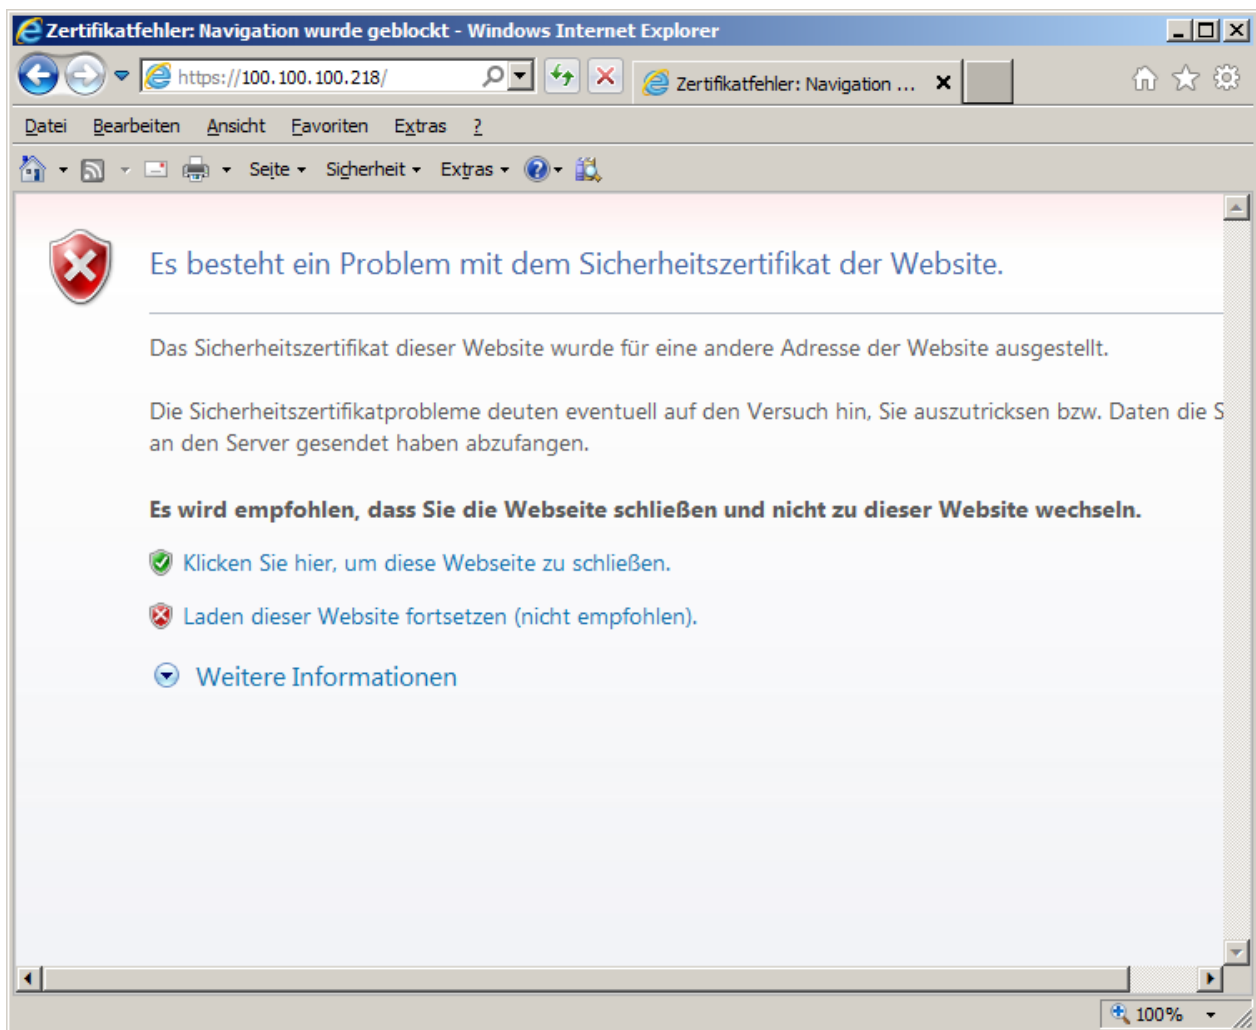 Zertifikatfehler: Navigation wurde geblockt - Windows Internet Explorer
https://100.100.100.218/
Zertifikatfehler: Navigation ...
Datei Bearbeiten Ansicht Favoriten Extras ?
Seite Sicherheit Extras
Es besteht ein Problem mit dem Sicherheitszertifikat der Website.
Das Sicherheitszertifikat dieser Website wurde für eine andere Adresse der Website ausgestellt.
Die Sicherheitszertifikatprobleme deuten eventuell auf den Versuch hin, Sie auszutricksen bzw. Daten die S
an den Server gesendet haben abzufangen.
Es wird empfohlen, dass Sie die Webseite schließen und nicht zu dieser Website wechseln.
Klicken Sie hier, um diese Webseite zu schließen.
Laden dieser Website fortsetzen (nicht empfohlen).
Weitere Informationen
100%